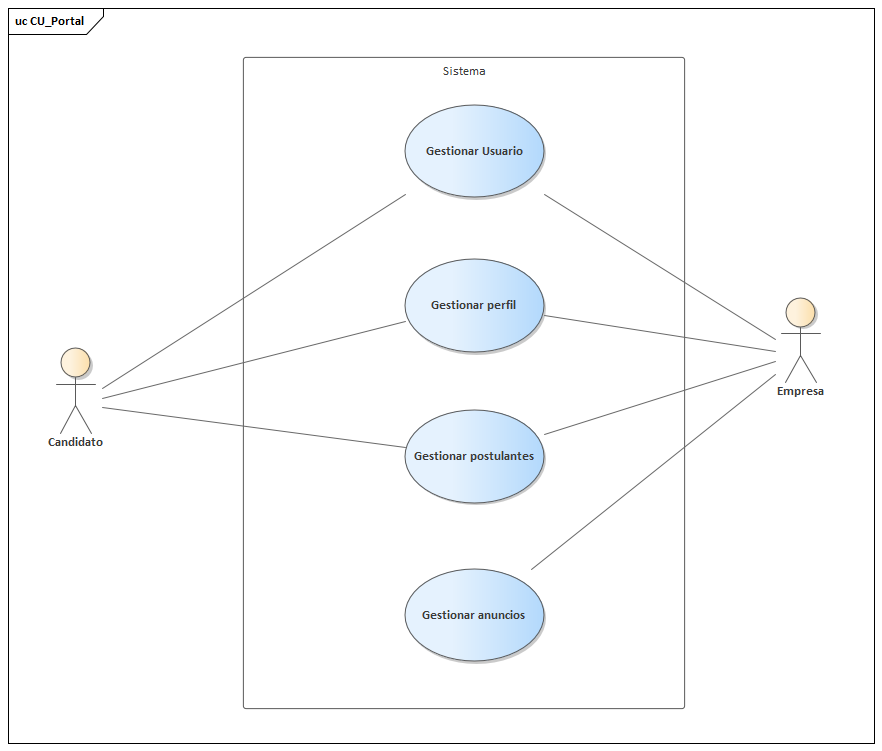 uc CU_Portal
Sistema
Gestionar Usuario
Gestionar perfil
Candidato
Empresa
Gestionar postulantes
Gestionar anuncios